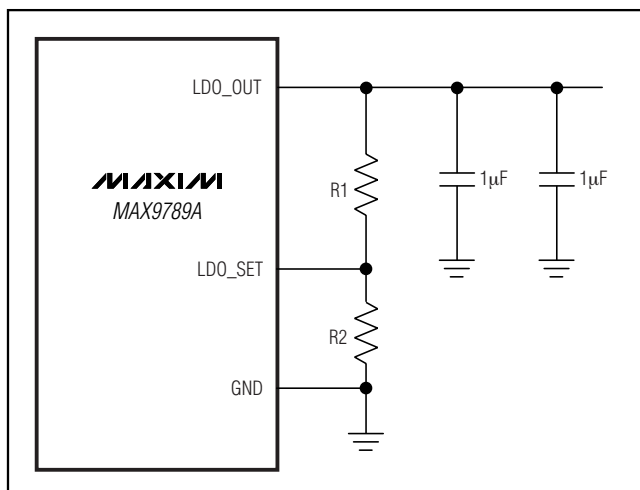 LDO_OUT
R1
1μF
1μF
MAXIM
MAX9789A
LDO_SET
R2
GND